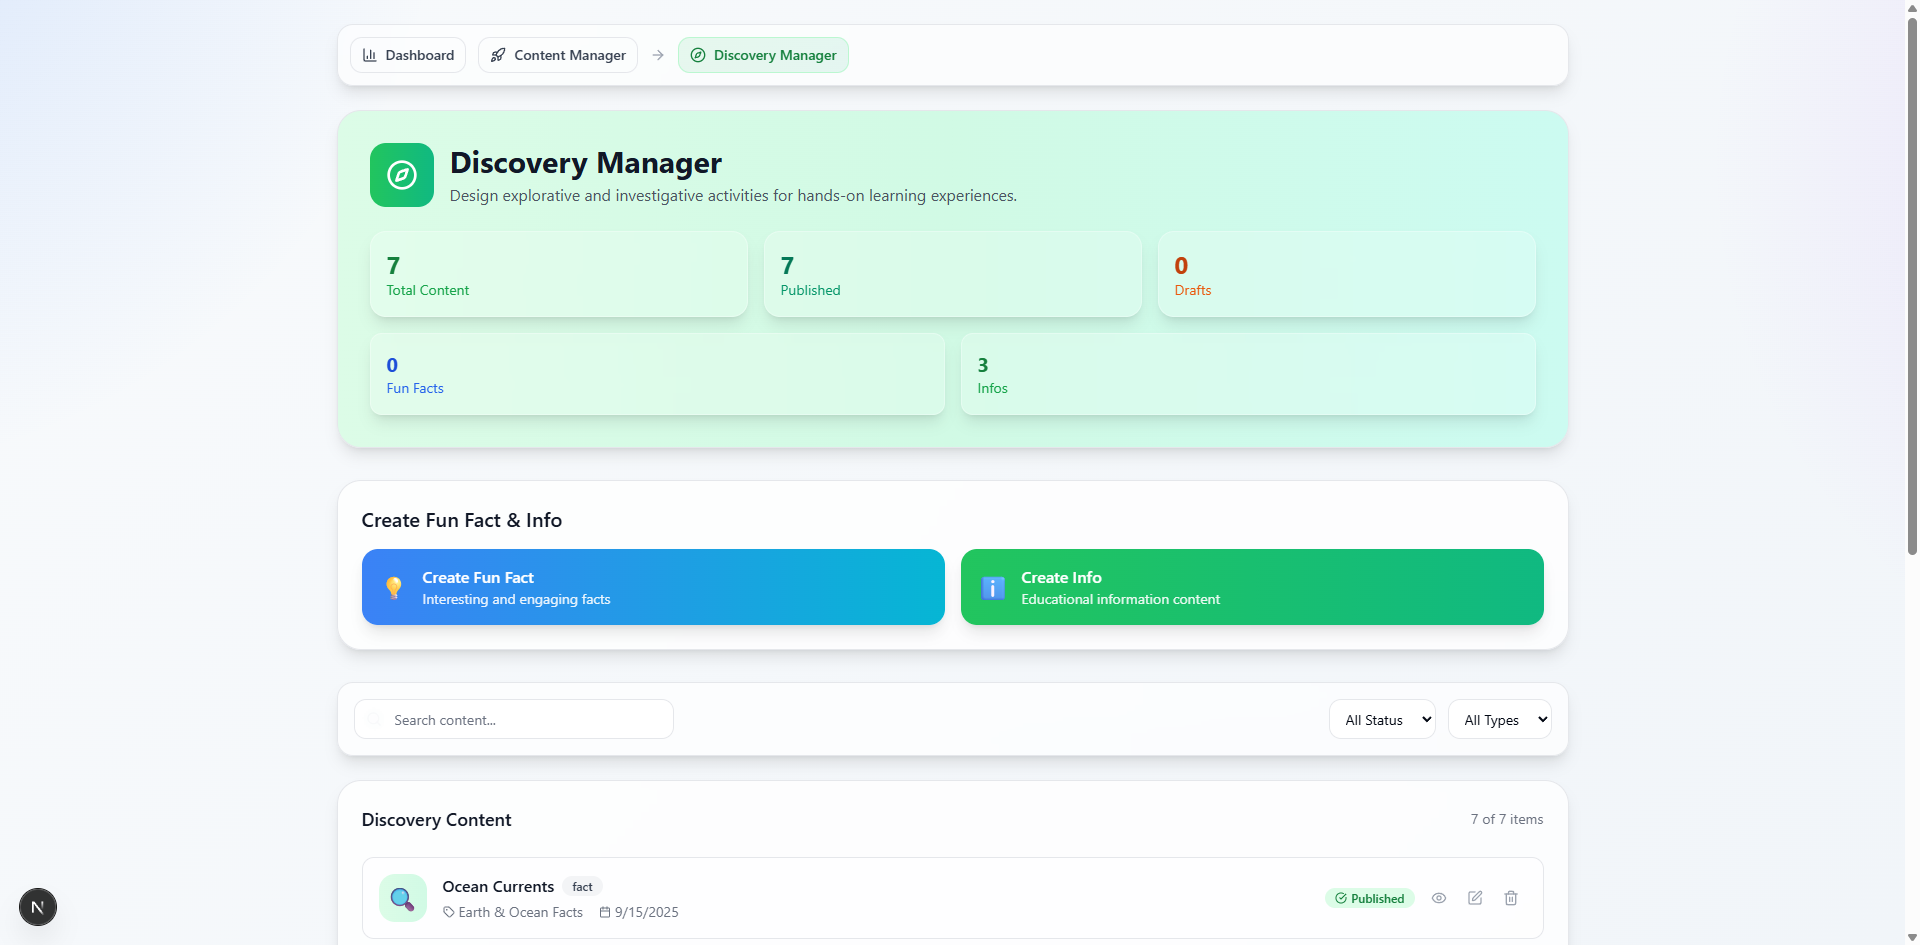 Dashboard
Content Manager
Discovery Manager
Discovery Manager
Design explorative and investigative activities for hands-on learning experiences.
7
Total Content
7
Published
0
Drafts
0
Fun Facts
3
Infos
Create Fun Fact & Info
Create Fun Fact
Interesting and engaging facts
Create Info
Educational information content
Search content...
All Status
All Types
Discovery Content
7 of 7 items
Ocean Currents
fact
Published
Earth & Ocean Facts
9/15/2025
N